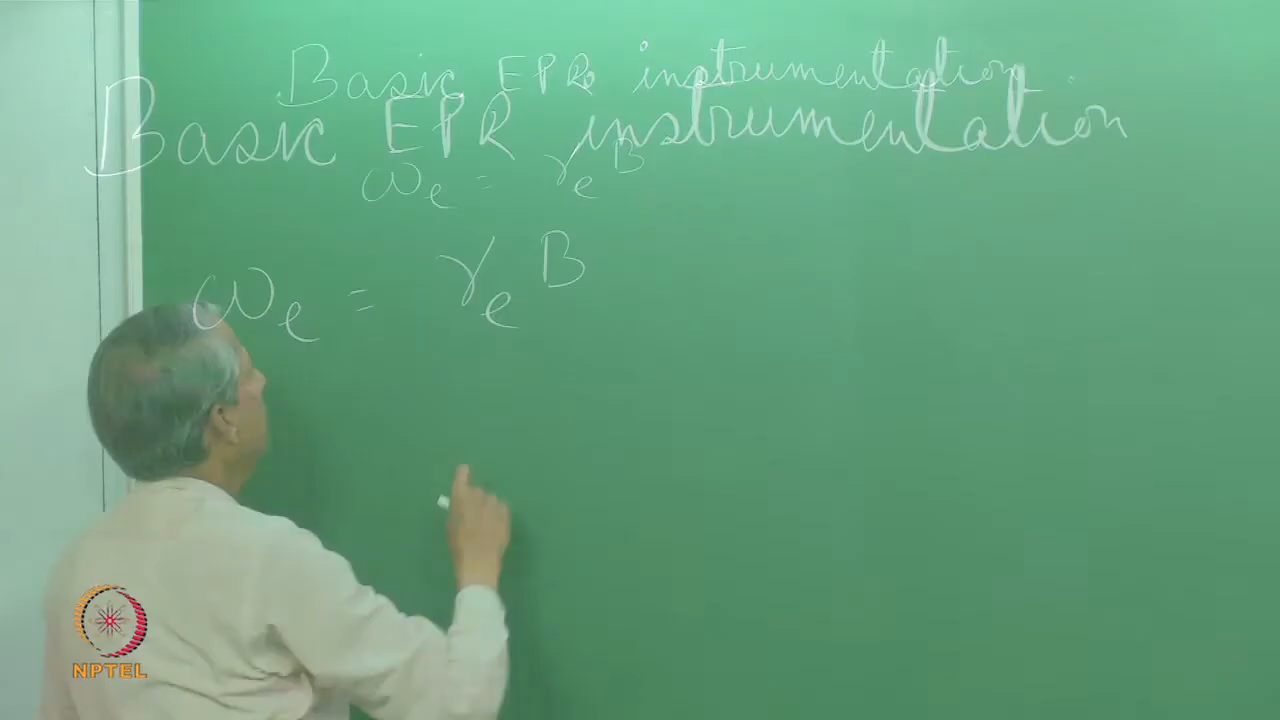 Basic EPR instrumentation.
Basic EPR instrumentation
ωe = γe B
ωe = γe B
NPTEL